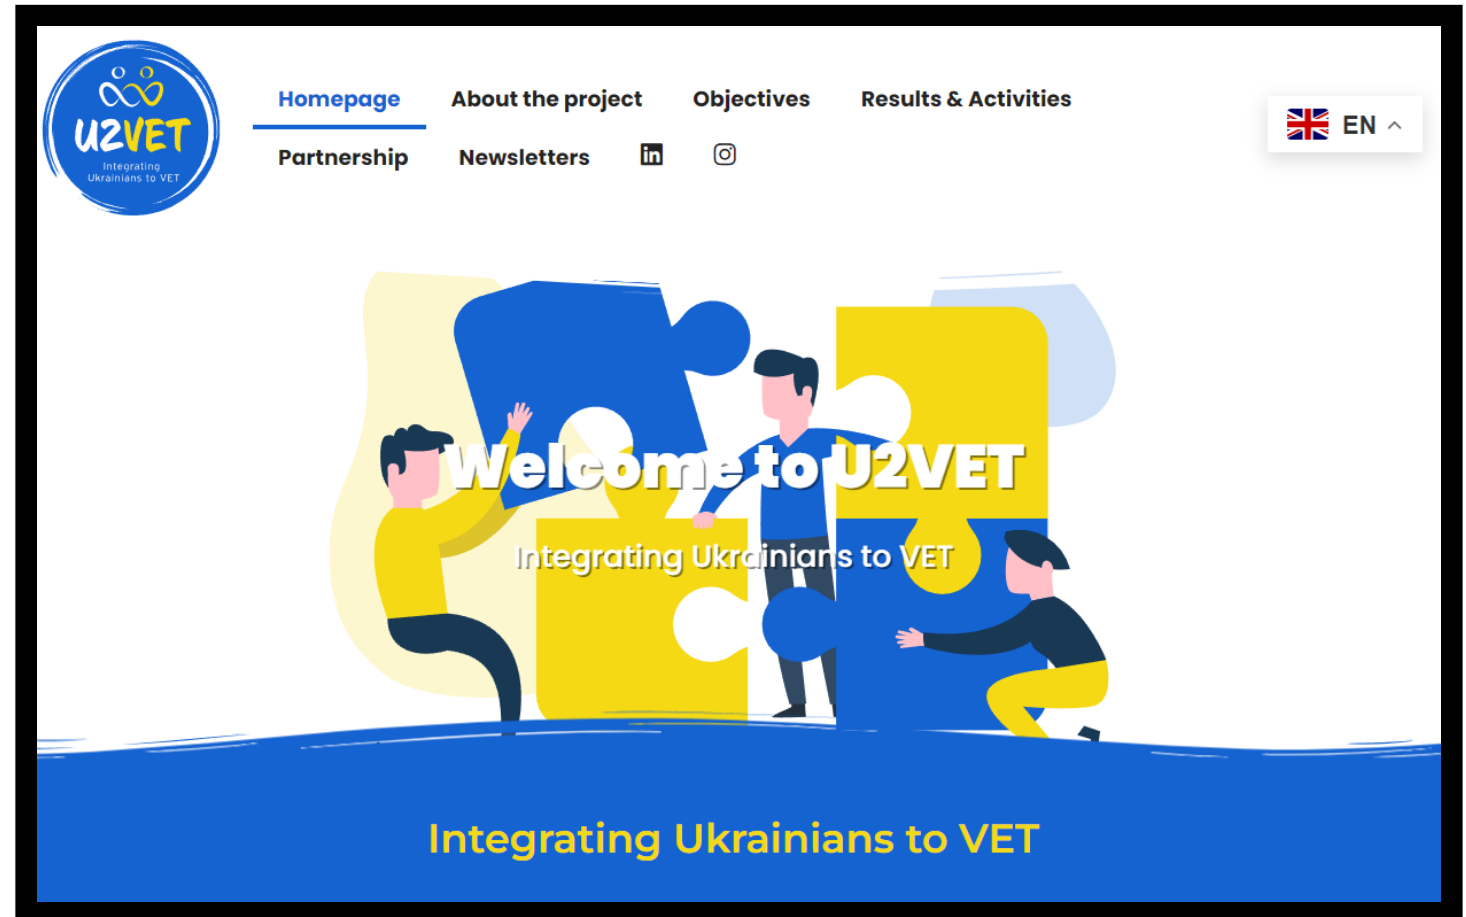 U2VET
Integrating
Ukrainians to VET
Homepage
About the project
Objectives
Results & Activities
Partnership
Newsletters
in
EN
Welcome to U2VET
Integrating Ukrainians to VET
Integrating Ukrainians to VET